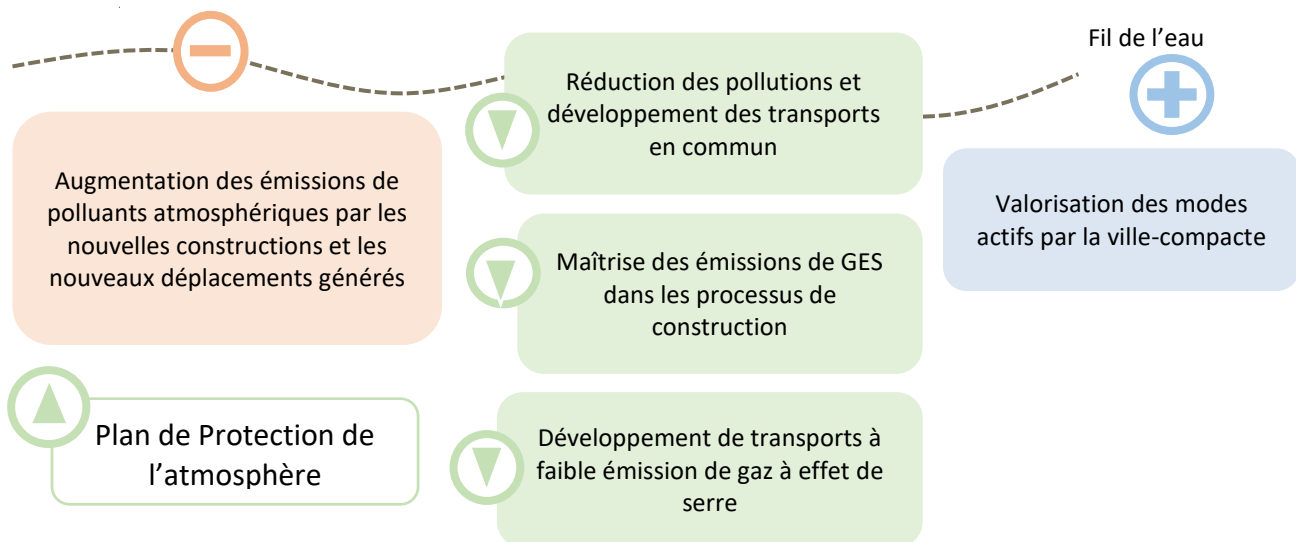 Fil de l’eau
Augmentation des émissions de
polluants atmosphériques par les
nouvelles constructions et les
nouveaux déplacements générés
Plan de Protection de
l’atmosphère
Réduction des pollutions et
développement des transports
en commun
Maîtrise des émissions de GES
dans les processus de
construction
Développement de transports à
faible émission de gaz à effet de
serre
Valorisation des modes
actifs par la ville-compacte